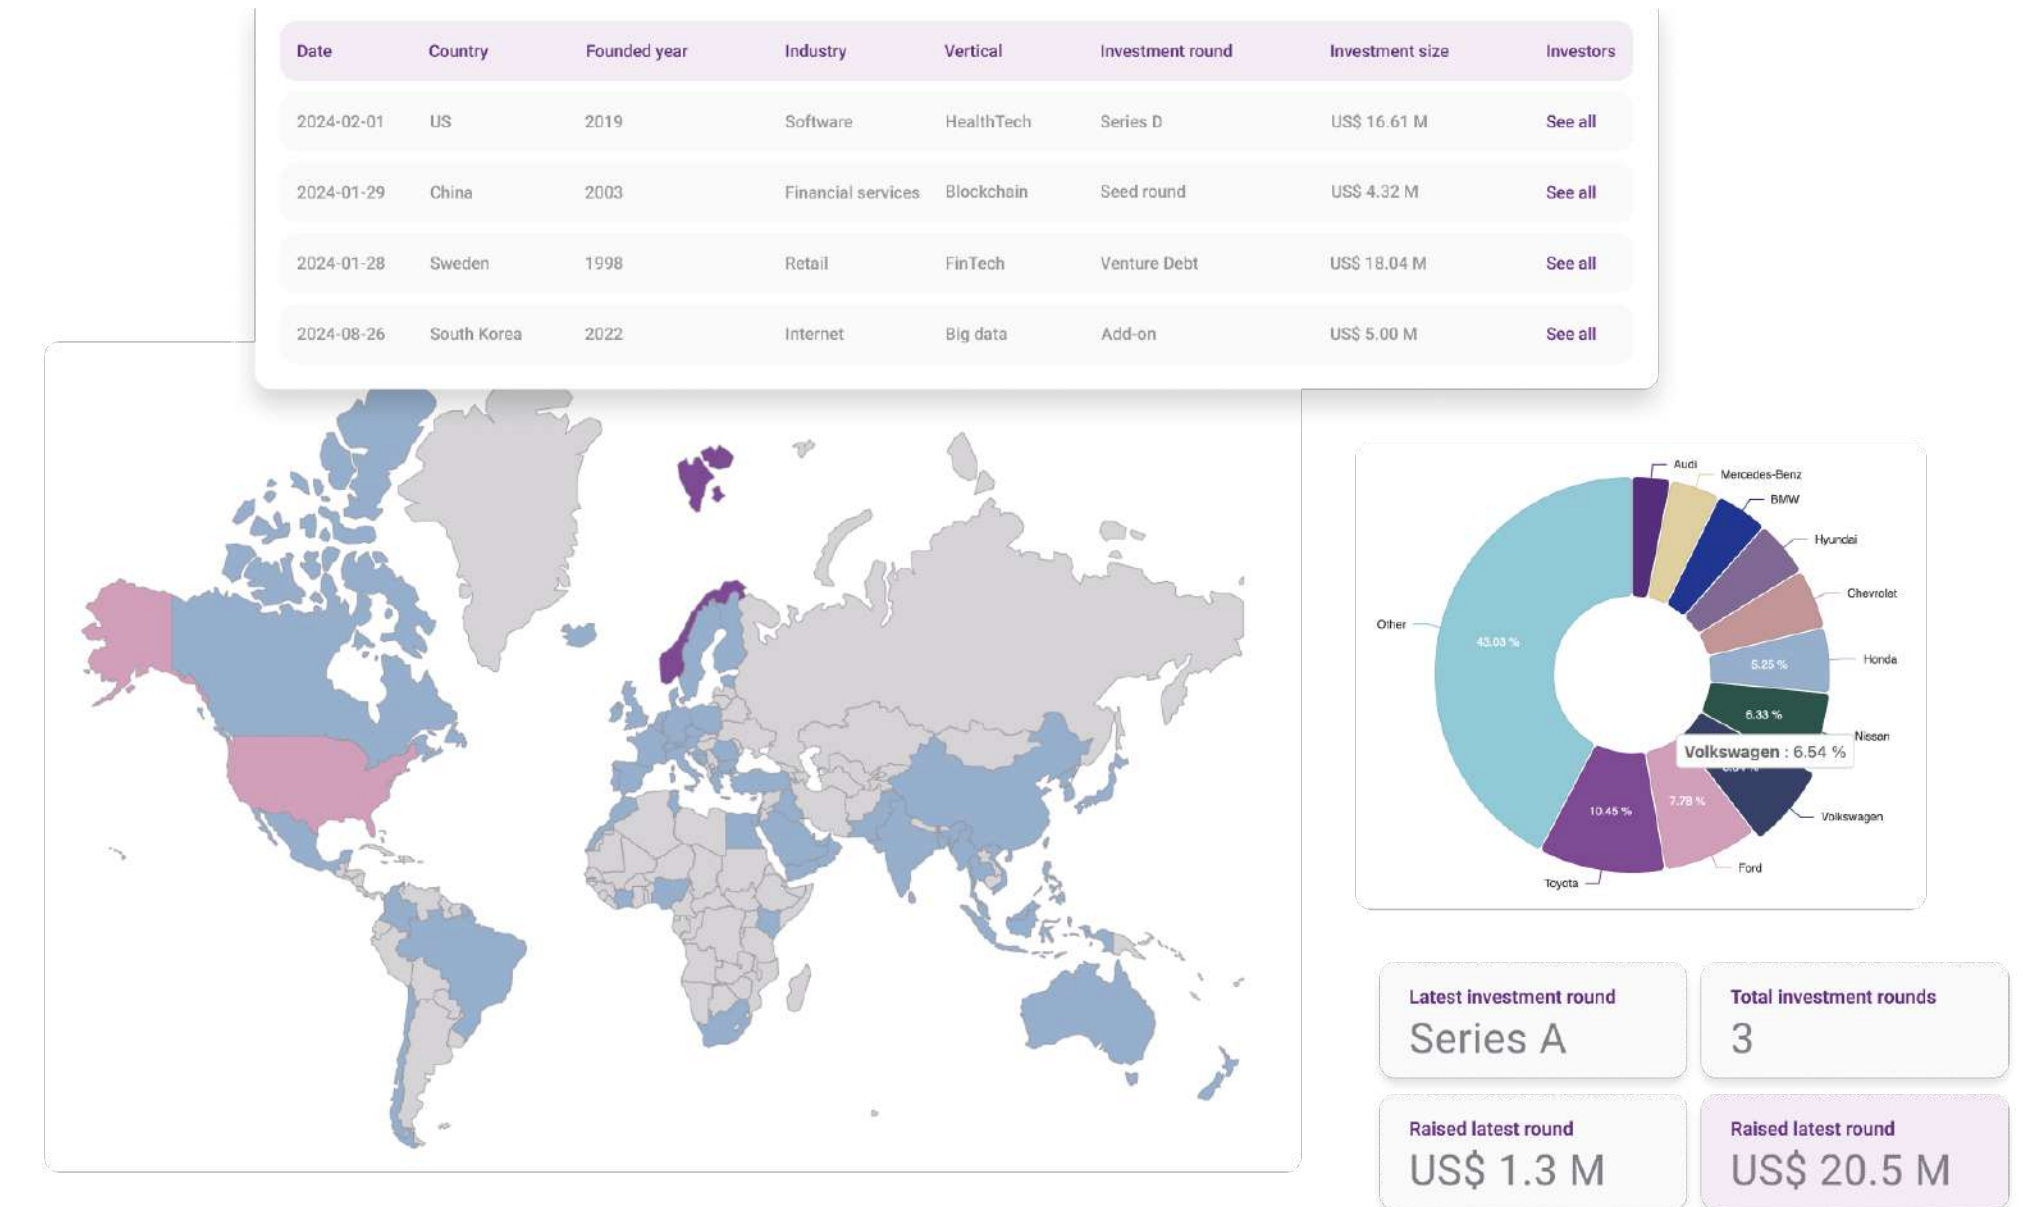 Date Country Founded year Industry Vertical Investment round Investment size Investors
2024-02-01 US 2019 Software HealthTech Series D US$ 16.61 M See all
2024-01-29 China 2003 Financial services Blockchain Seed round US$ 4.32 M See all
2024-01-28 Sweden 1998 Retail FinTech Venture Debt US$ 18.04 M See all
2024-08-26 South Korea 2022 Internet Big data Add-on US$ 5.00 M See all
Audi
Mercedes-Benz
BMW
Hyundai
Chevrolet
Other
43.03 %
Honda
5.25 %
6.33 %
Nissan
Volkswagen : 6.54 %
7.78 %
10.45 %
Volkswagen
Ford
Toyota
Latest investment round
Series A
Total investment rounds
3
Raised latest round
US$ 1.3 M
Raised latest round
US$ 20.5 M